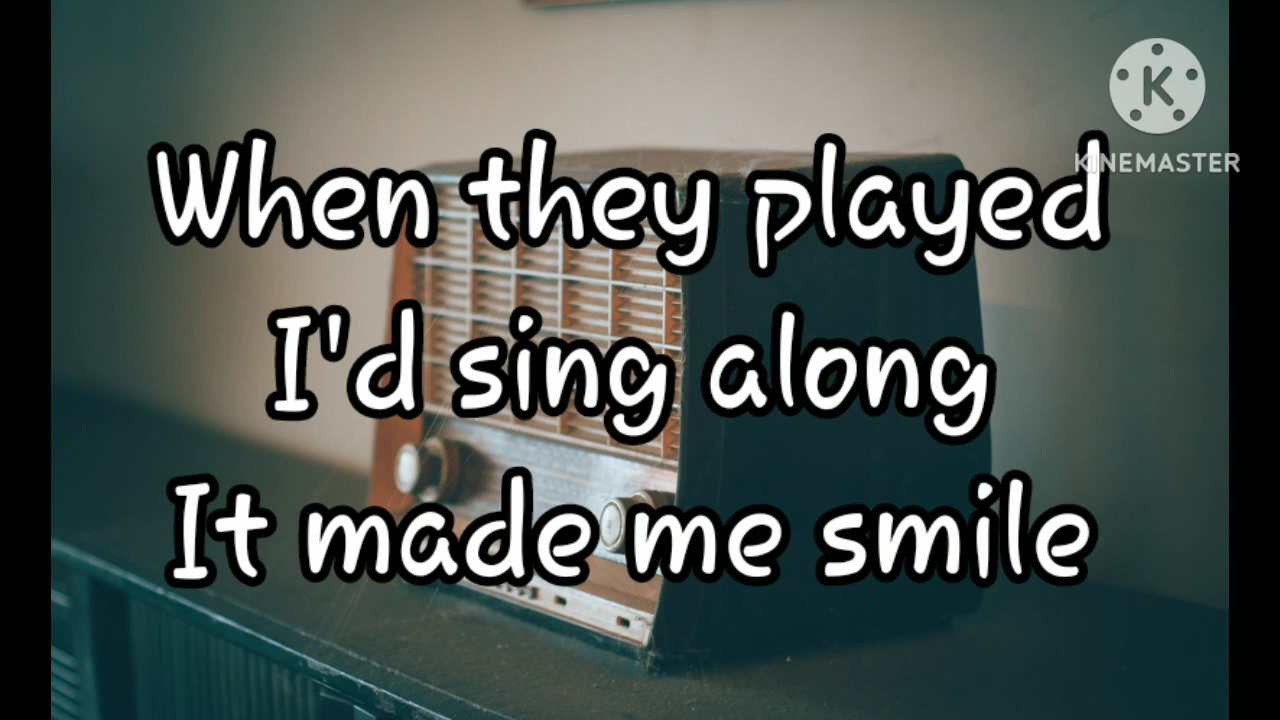 K
KINEMASTER
When they played
I'd sing along
It made me smile